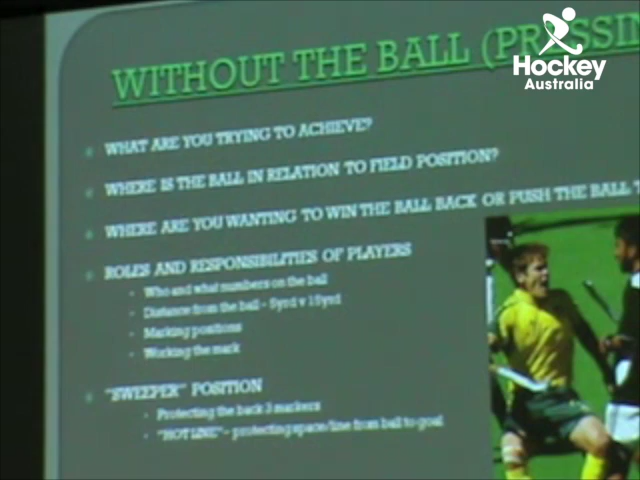 WITHOUT THE BALL (PRESSIN
Hockey
Australia
WHAT ARE YOU TRYING TO ACHIEVE?
WHERE IS THE BALL IN RELATION TO FIELD POSITION?
WHERE ARE YOU WANTING TO WIN THE BALL BACK OR PUSH THE BALL T
ROLES AND RESPONSIBILITIES OF PLAYERS
Who and what numbers on the ball
Distance from the ball - 5yrd v 15yrd
Marking positions
Working the mark
"SWEEPER" POSITION
Protecting the back 3 markers
"HOT LINE" - protecting space/line from ball to goal